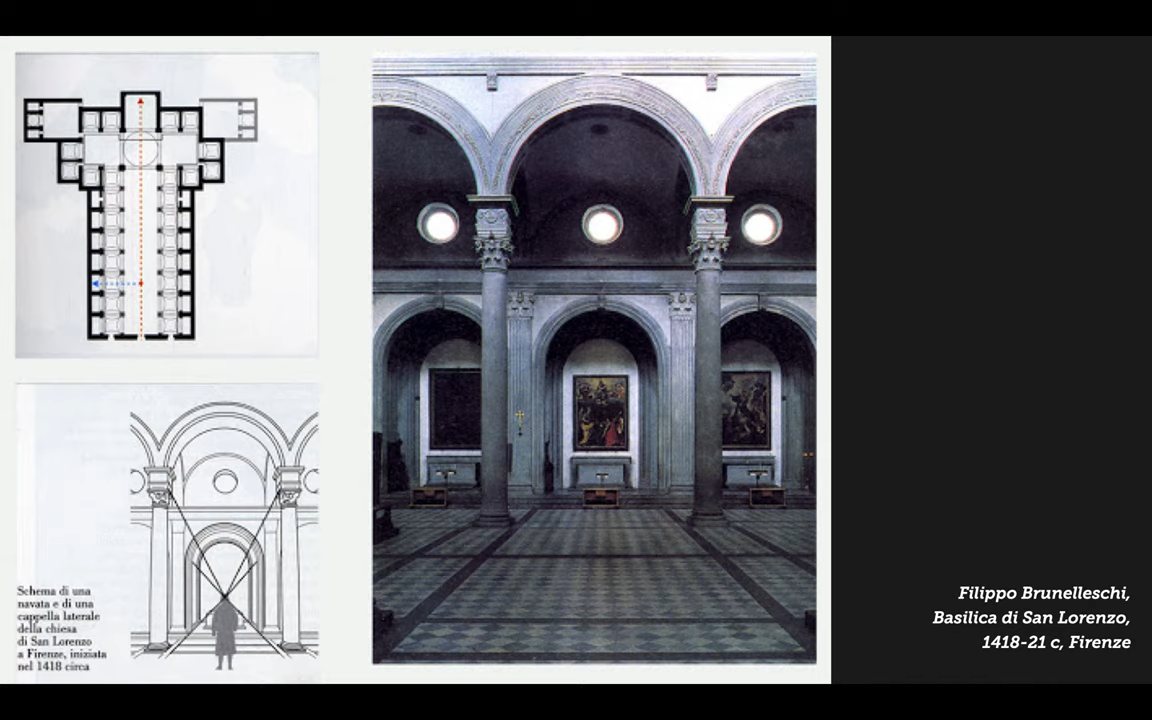 Schema di una
navata e di una
cappella laterale
della chiesa
di San Lorenzo
a Firenze, iniziata
nel 1418 circa
Filippo Brunelleschi,
Basilica di San Lorenzo,
1418-21 c, Firenze